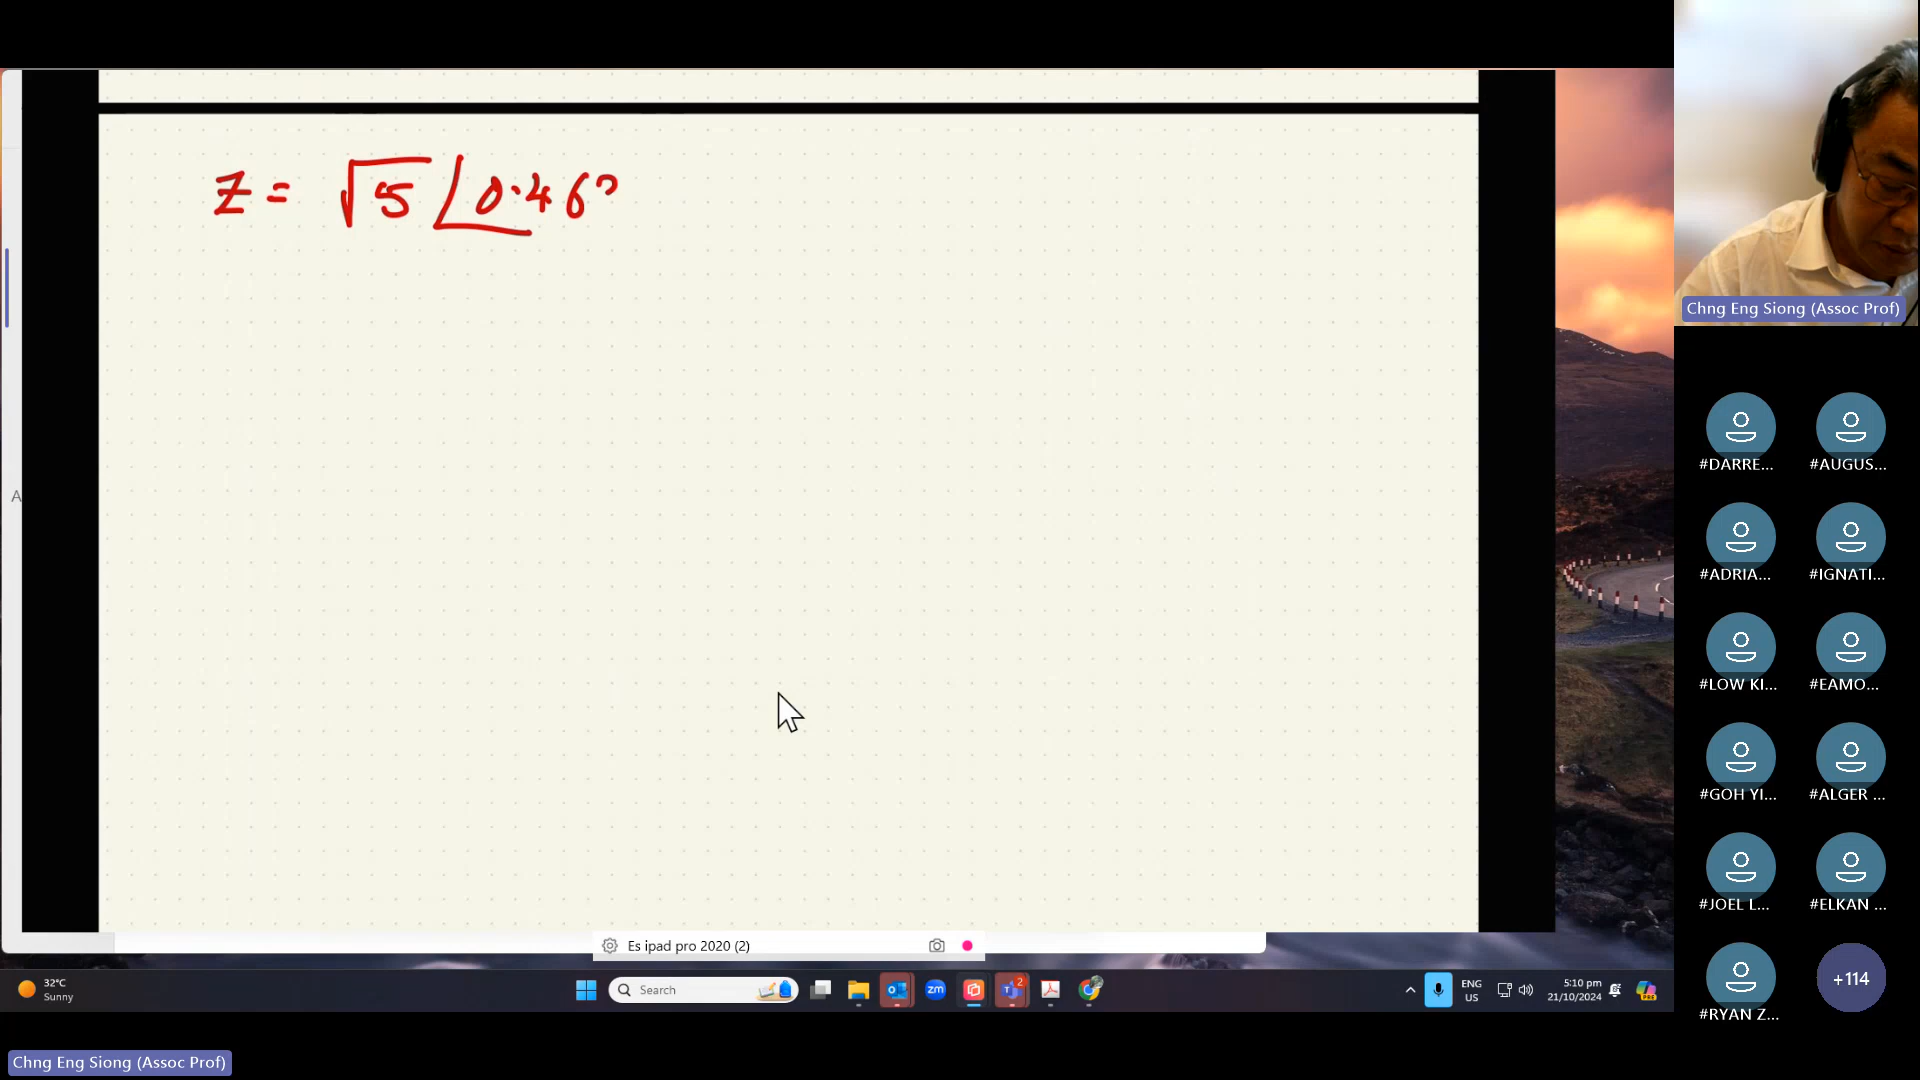 z = √5 ∠0.46
Chng Eng Siong (Assoc Prof)
#DARRE...
#AUGUS...
#ADRIA...
#IGNATI...
A
#LOW KI...
#EAMO...
#GOH YI...
#ALGER ...
#JOEL L...
#ELKAN ...
Es ipad pro 2020 (2)
#RYAN Z...
+114
32°C
Sunny
Search
zm
2
ENG
US
5:10 pm
21/10/2024
Chng Eng Siong (Assoc Prof)